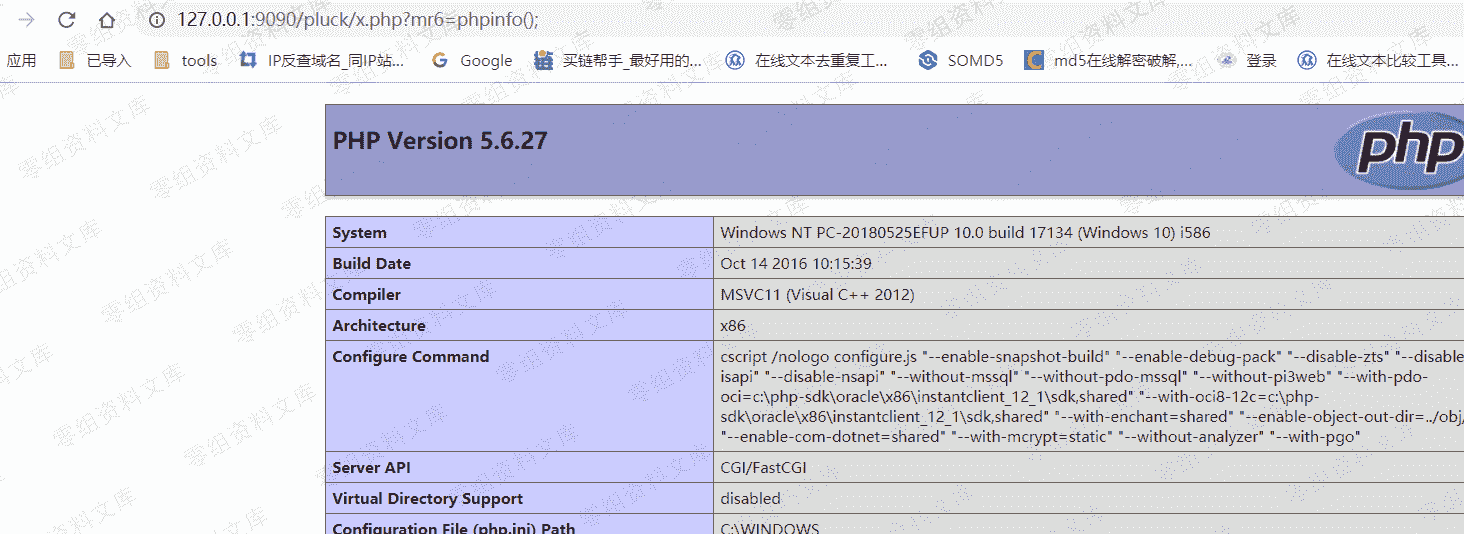 127.0.0.1:9090/pluck/x.php?mr6=phpinfo();
应用 已导入 tools IP反查域名_同IP站... Google 买链帮手_最好用的... 在线文本去重复工... SOMD5 md5在线解密破解,... 登录 在线文本比较工具...
PHP Version 5.6.27
php
System Windows NT PC-20180525EFUP 10.0 build 17134 (Windows 10) i586
Build Date Oct 14 2016 10:15:39
Compiler MSVC11 (Visual C++ 2012)
Architecture x86
Configure Command cscript /nologo configure.js "--enable-snapshot-build" "--enable-debug-pack" "--disable-zts" "--disable
isapi" "--disable-nsapi" "--without-mssql" "--without-pdo-mssql" "--without-pi3web" "--with-pdo-
oci=c:\php-sdk\oracle\x86\instantclient_12_1\sdk,shared" "--with-oci8-12c=c:\php-
sdk\oracle\x86\instantclient_12_1\sdk,shared" "--with-enchant=shared" "--enable-object-out-dir=../obj/
"--enable-com-dotnet=shared" "--with-mcrypt=static" "--without-analyzer" "--with-pgo"
Server API CGI/FastCGI
Virtual Directory Support disabled
Configuration File (php.ini) Path C:\WINDOWS
零组资料文库